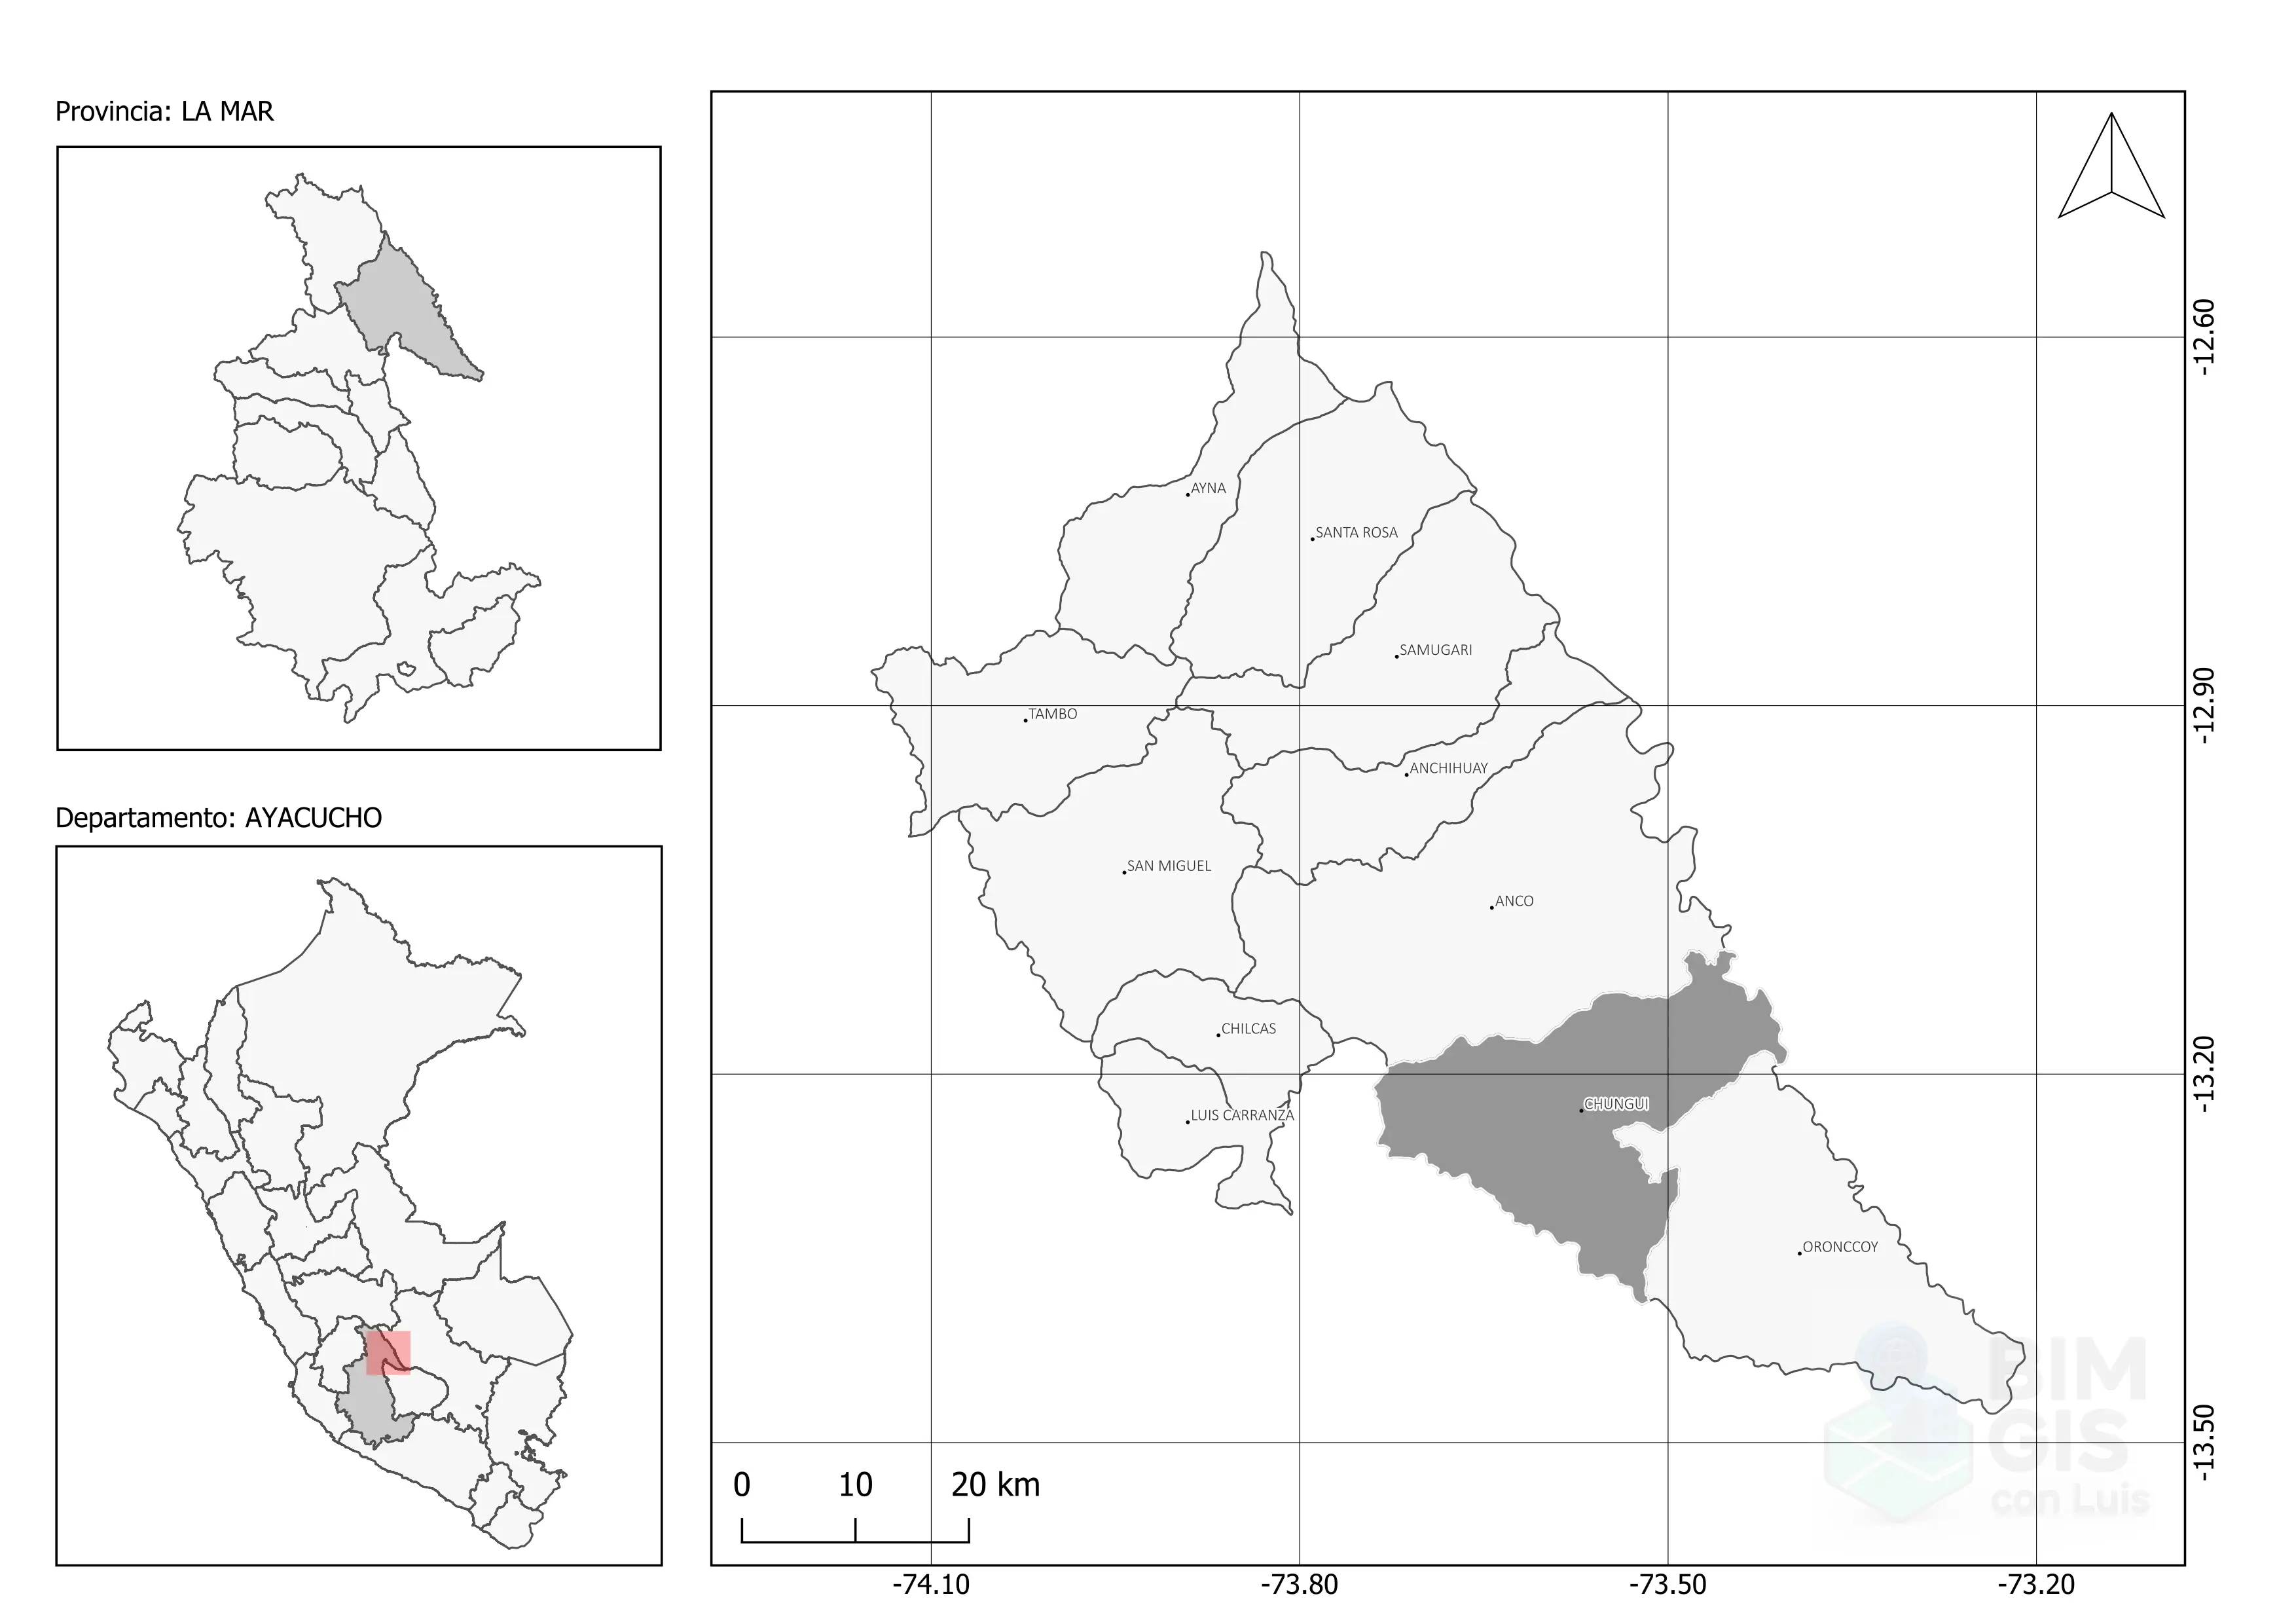 Provincia: LA MAR
Departamento: AYACUCHO
AYNA
SANTA ROSA
SAMUGARI
TAMBO
ANCHIHUAY
SAN MIGUEL
ANCO
CHILCAS
CHUNGUI
LUIS CARRANZA
ORONCCOY
-12.60
-12.90
-13.20
-13.50
BIM
GIS
con Luis
0 10 20 km
-74.10 -73.80 -73.50 -73.20